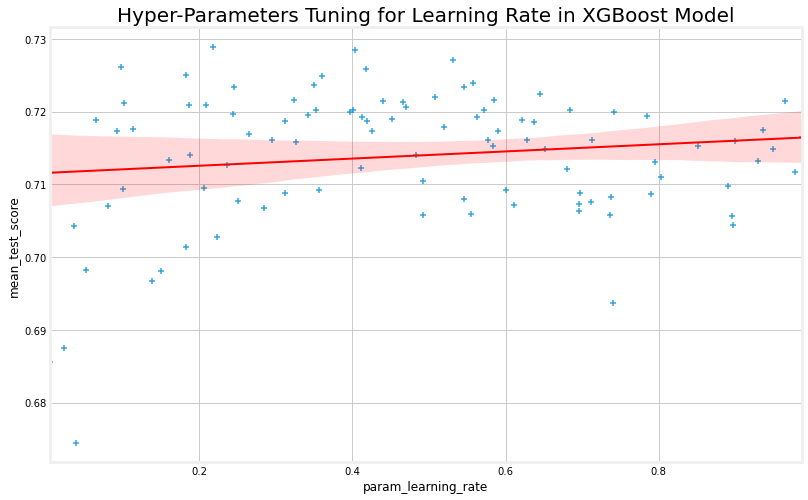 Hyper-Parameters Tuning for Learning Rate in XGBoost Model
0.73
0.72
0.71
0.70
0.69
0.68
mean_test_score
0.2 0.4 0.6 0.8
param_learning_rate